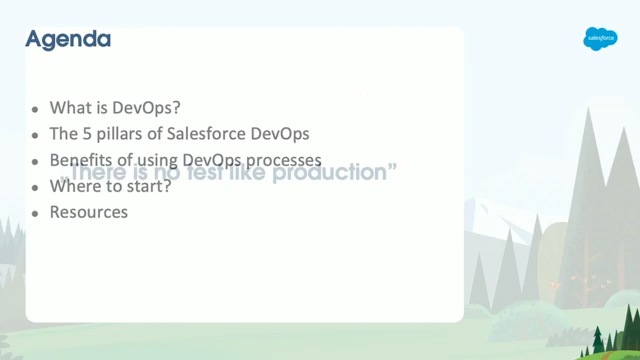 Agenda
salesforce
• What is DevOps?
• The 5 pillars of Salesforce DevOps
• Benefits of using DevOps processes
„There is no test like production”
• Where to start?
• Resources